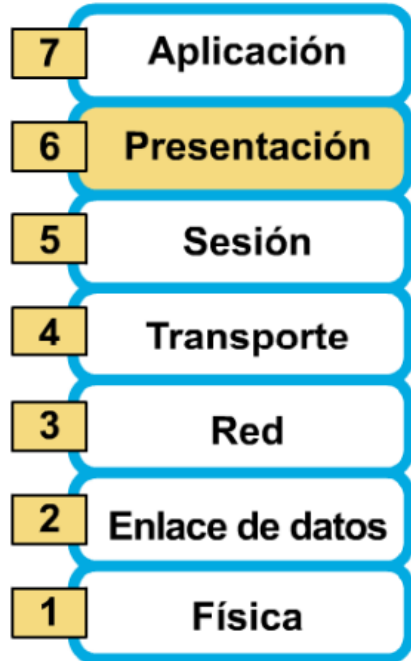 7 Aplicación
6 Presentación
5 Sesión
4 Transporte
3 Red
2 Enlace de datos
1 Física